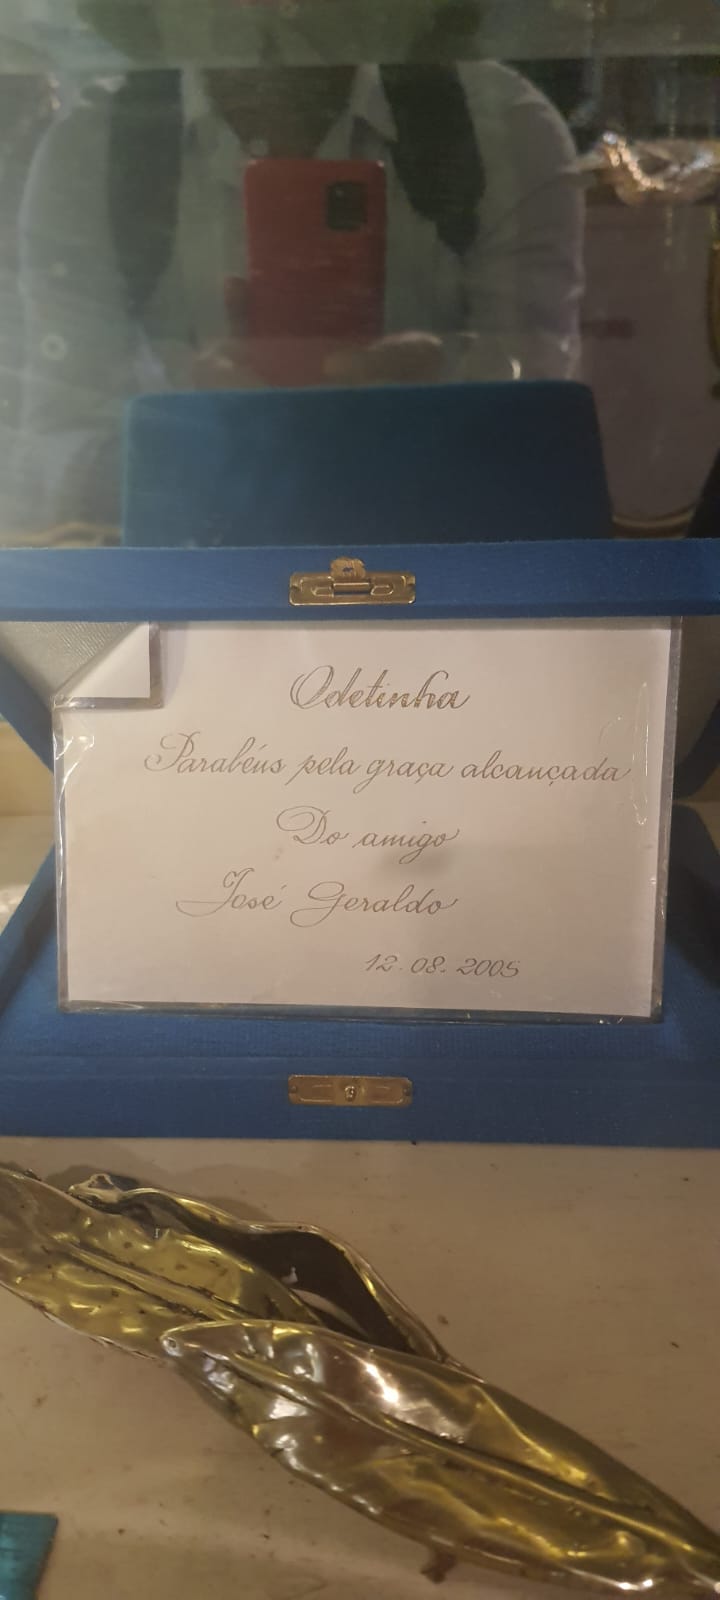 Odetinha
Parabéns pela graça alcançada
Do amigo
José Geraldo
12.08.2005